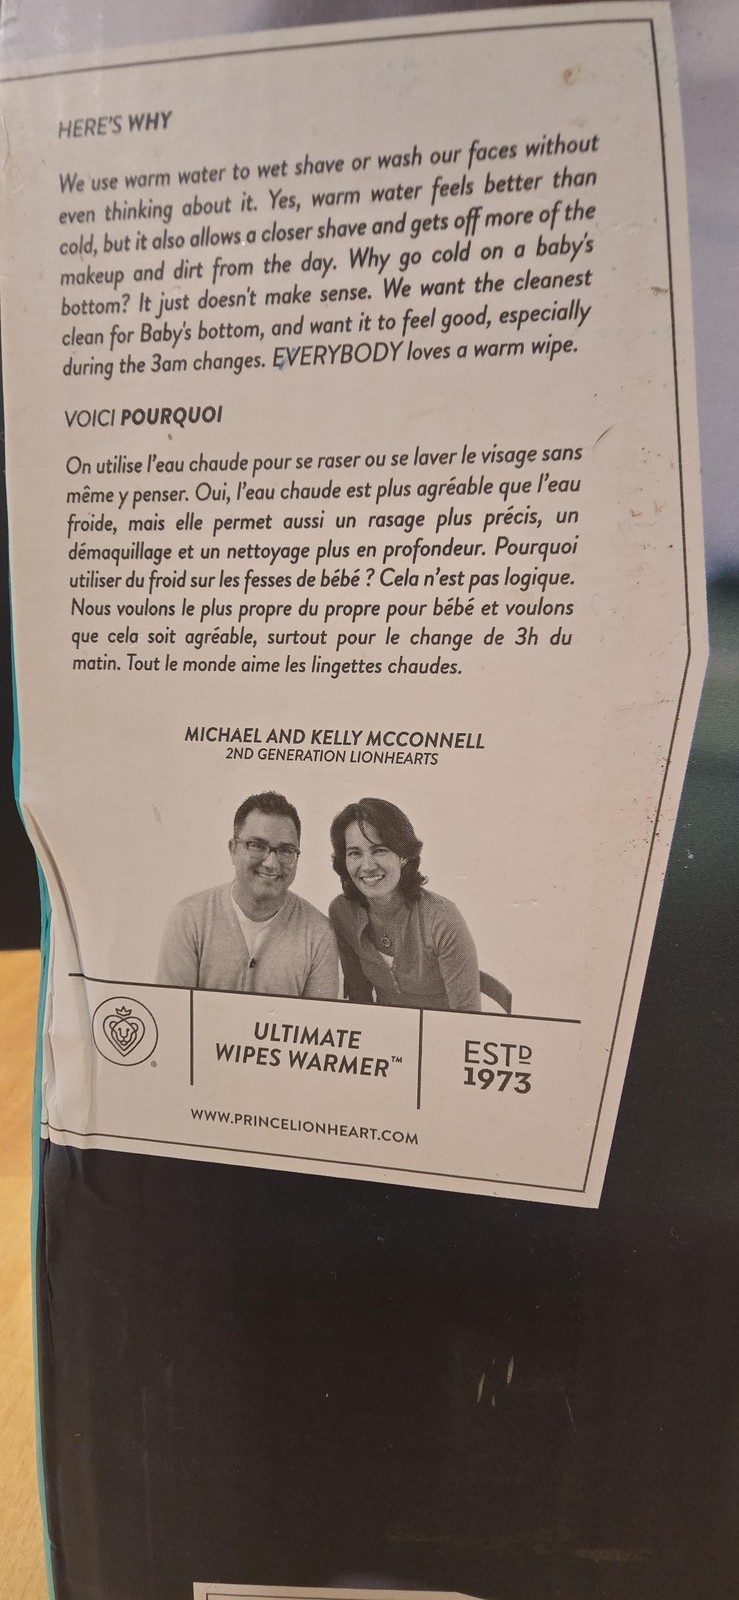 HERE'S WHY
We use warm water to wet shave or wash our faces without
even thinking about it. Yes, warm water feels better than
cold, but it also allows a closer shave and gets off more of the
makeup and dirt from the day. Why go cold on a baby's
bottom? It just doesn't make sense. We want the cleanest
clean for Baby's bottom, and want it to feel good, especially
during the 3am changes. EVERYBODY loves a warm wipe.
VOICI POURQUOI
On utilise l'eau chaude pour se raser ou se laver le visage sans
même y penser. Oui, l'eau chaude est plus agréable que l'eau
froide, mais elle permet aussi un rasage plus précis, un
démaquillage et un nettoyage plus en profondeur. Pourquoi
utiliser du froid sur les fesses de bébé ? Cela n'est pas logique.
Nous voulons le plus propre du propre pour bébé et voulons
que cela soit agréable, surtout pour le change de 3h du
matin. Tout le monde aime les lingettes chaudes.
MICHAEL AND KELLY MCCONNELL
2ND GENERATION LIONHEARTS
®
ULTIMATE
WIPES WARMER™
ESTD
1973
WWW.PRINCELIONHEART.COM